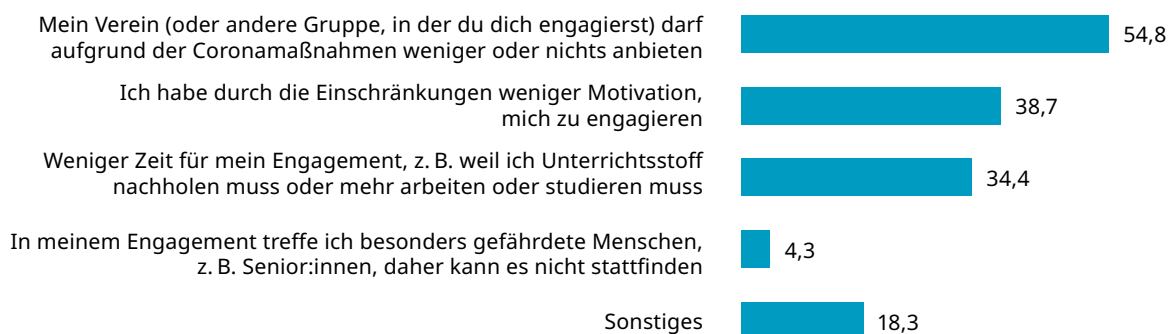 Mein Verein (oder andere Gruppe, in der du dich engagierst) darf
aufgrund der Coronamaßnahmen weniger oder nichts anbieten
54,8
Ich habe durch die Einschränkungen weniger Motivation,
mich zu engagieren
38,7
Weniger Zeit für mein Engagement, z. B. weil ich Unterrichtsstoff
nachholen muss oder mehr arbeiten oder studieren muss
34,4
In meinem Engagement treffe ich besonders gefährdete Menschen,
z. B. Senior:innen, daher kann es nicht stattfinden
4,3
Sonstiges
18,3